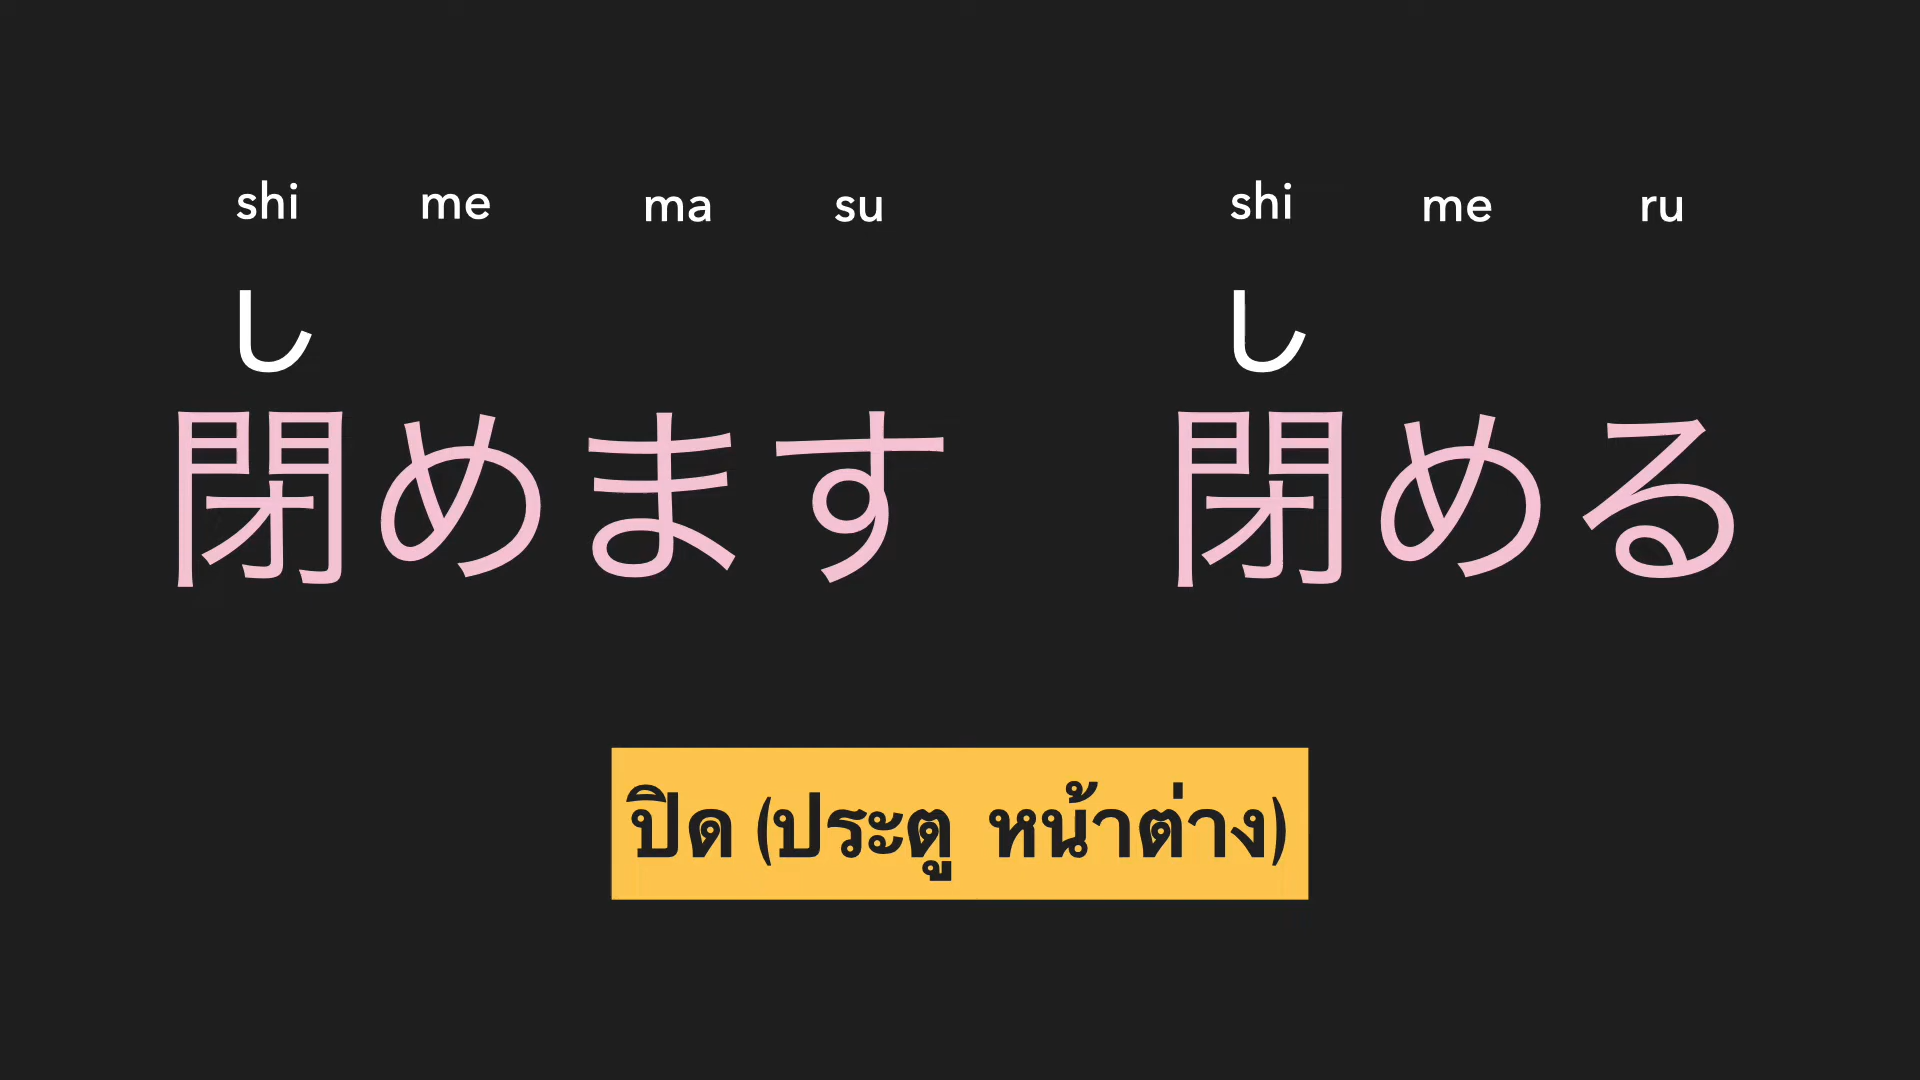 shi me ma su shi me ru
し し
閉めます 閉める
ปิด (ประตู หน้าต่าง)